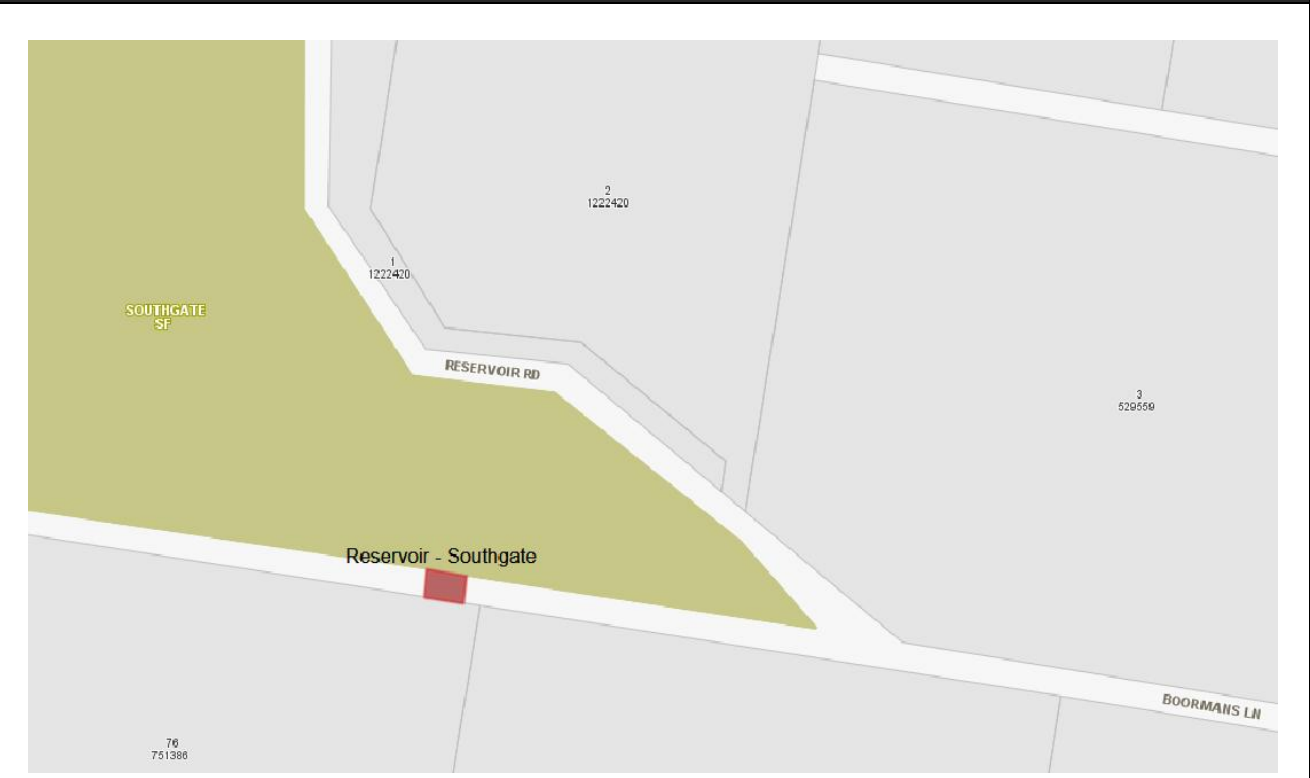 2
1222420
1
1222420
SOUTHGATE
SF
RESERVOIR RD
3
529559
Reservoir - Southgate
BOORMANS LN
76
751386